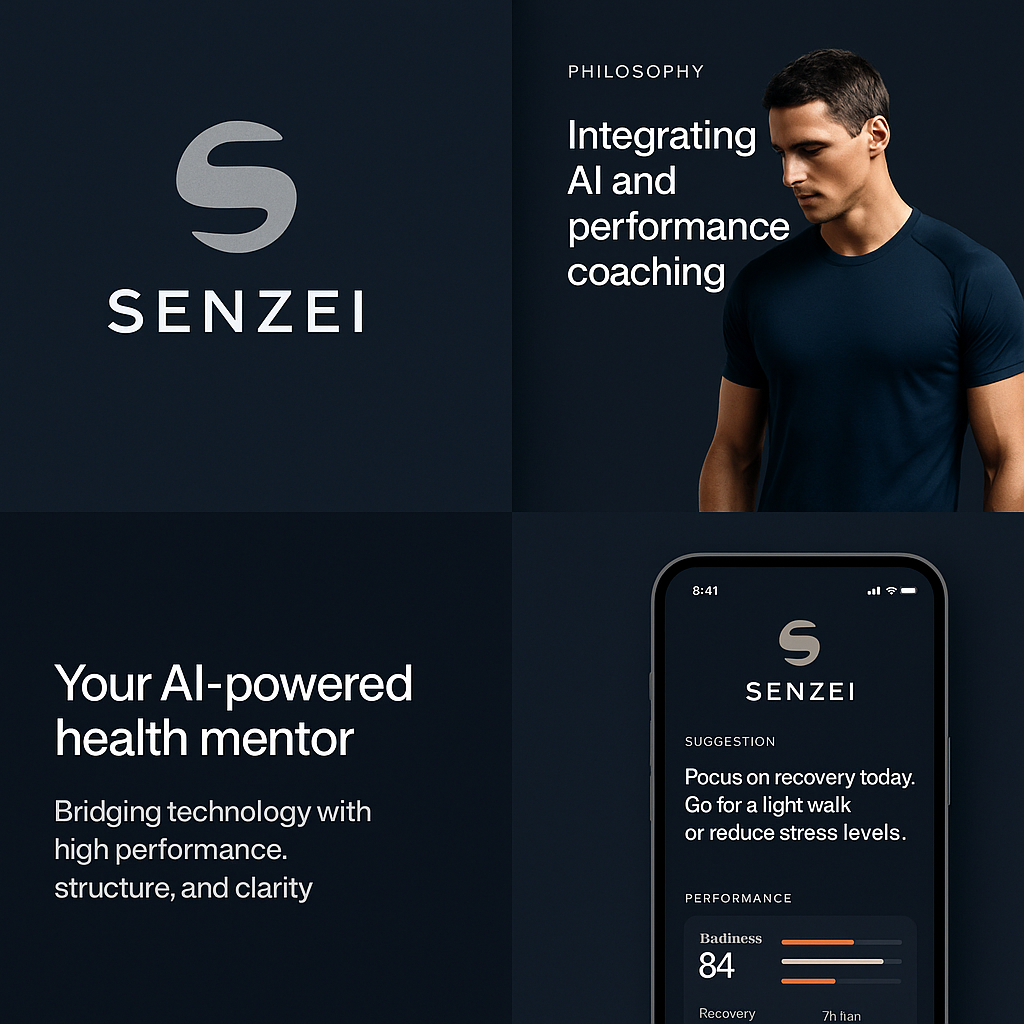 SENZEI
PHILOSOPHY
Integrating
AI and
performance
coaching
Your AI-powered
health mentor
Bridging technology with
high performance.
structure, and clarity
8:41
SENZEI
SUGGESTION
Pocus on recovery today.
Go for a light walk
or reduce stress levels.
PERFORMANCE
Badiness
84
Recovery
7h